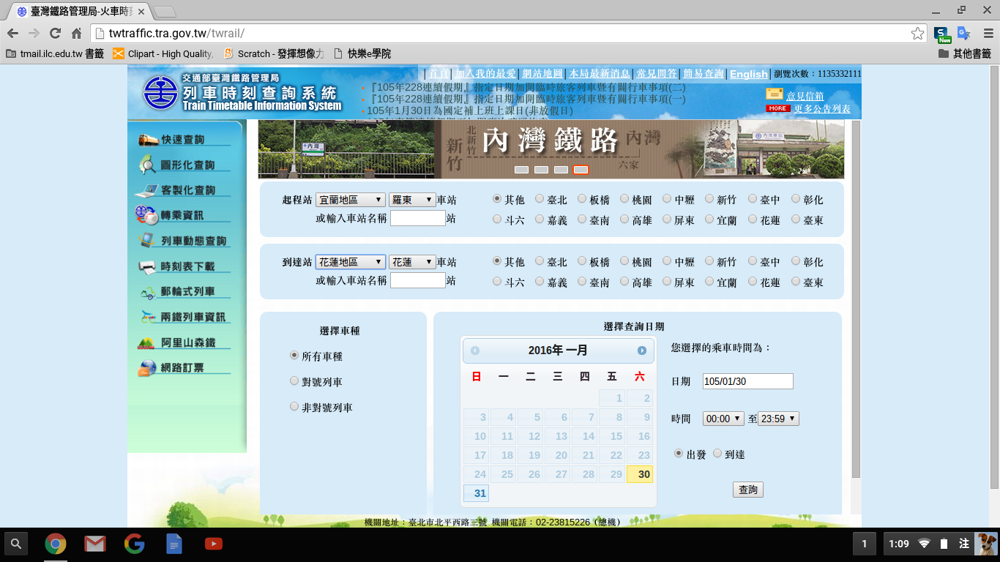 臺灣鐵路管理局-火車時刻
twtraffic.tra.gov.tw/twrail/
tmail.ilc.edu.tw 書籤 Clipart - High Quality, Scratch - 發揮想像力 快樂e學院 其他書籤
New
交通部臺灣鐵路管理局
列車時刻查詢系統
Train Timetable Information System
| 首頁 | 加入我的最愛 | 網站地圖 | 本局最新消息 | 常見問答 | 簡易查詢 | English | 瀏覽次數：1135332111
『105年228連續假期』指定日期加開臨時旅客列車暨有關行車事項(二)
『105年228連續假期』指定日期加開臨時旅客列車暨有關行車事項(一)
105年1月30日為國定補上班上課日(非放假日)
意見信箱
MORE 更多公告列表
快速查詢
圖形化查詢
客製化查詢
轉乘資訊
列車動態查詢
時刻表下載
郵輪式列車
兩鐵列車資訊
阿里山森鐵
網路訂票
內灣
新竹
北新竹
內灣鐵路
內灣
六家
起程站 宜蘭地區 羅東 車站
或輸入車站名稱 站
其他 臺北 板橋 桃園 中壢 新竹 臺中 彰化
斗六 嘉義 臺南 高雄 屏東 宜蘭 花蓮 臺東
到達站 花蓮地區 花蓮 車站
或輸入車站名稱 站
其他 臺北 板橋 桃園 中壢 新竹 臺中 彰化
斗六 嘉義 臺南 高雄 屏東 宜蘭 花蓮 臺東
選擇車種
所有車種
對號列車
非對號列車
選擇查詢日期
2016年 一月
日 一 二 三 四 五 六
1 2
3 4 5 6 7 8 9
10 11 12 13 14 15 16
17 18 19 20 21 22 23
24 25 26 27 28 29 30
31
您選擇的乘車時間為：
日期 105/01/30
時間 00:00 至 23:59
出發 到達
查詢
機關地址：臺北市北平西路三號 機關電話：02-23815226（總機）
1 1:09 注